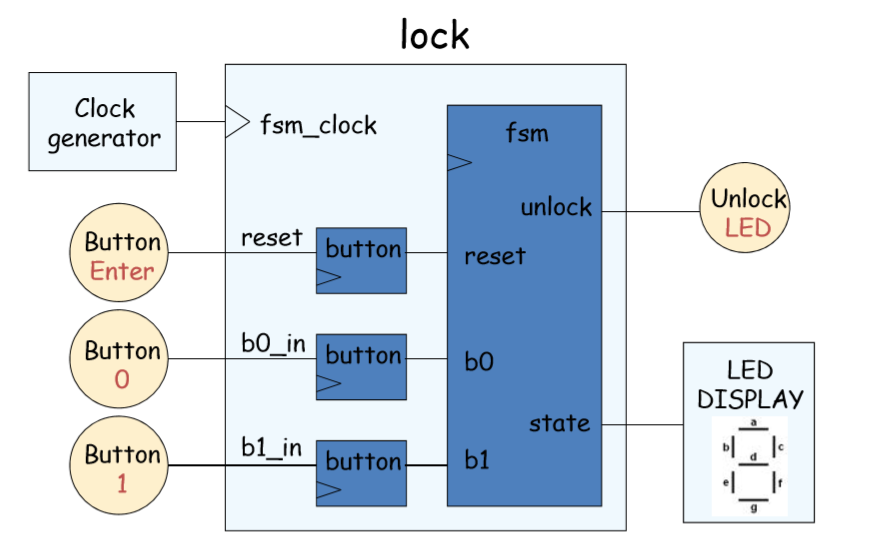 lock
Clock
generator
fsm_clock
fsm
unlock
Unlock
LED
Button
Enter
reset
button
reset
Button
0
b0_in
button
b0
LED
DISPLAY
a
b
c
d
e
f
g
state
Button
1
b1_in
button
b1